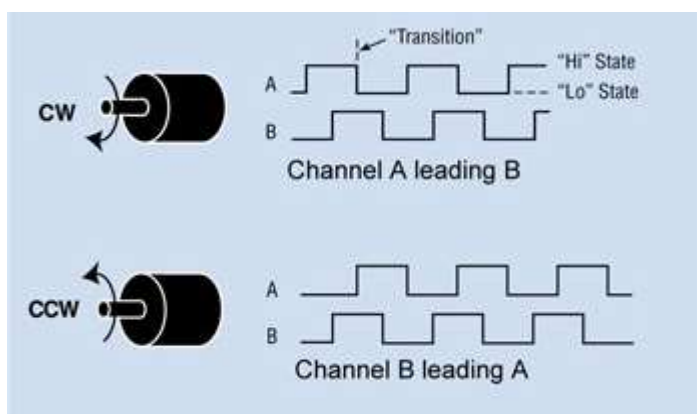 "Transition"
A
"Hi" State
"Lo" State
CW
B
Channel A leading B
A
CCW
B
Channel B leading A